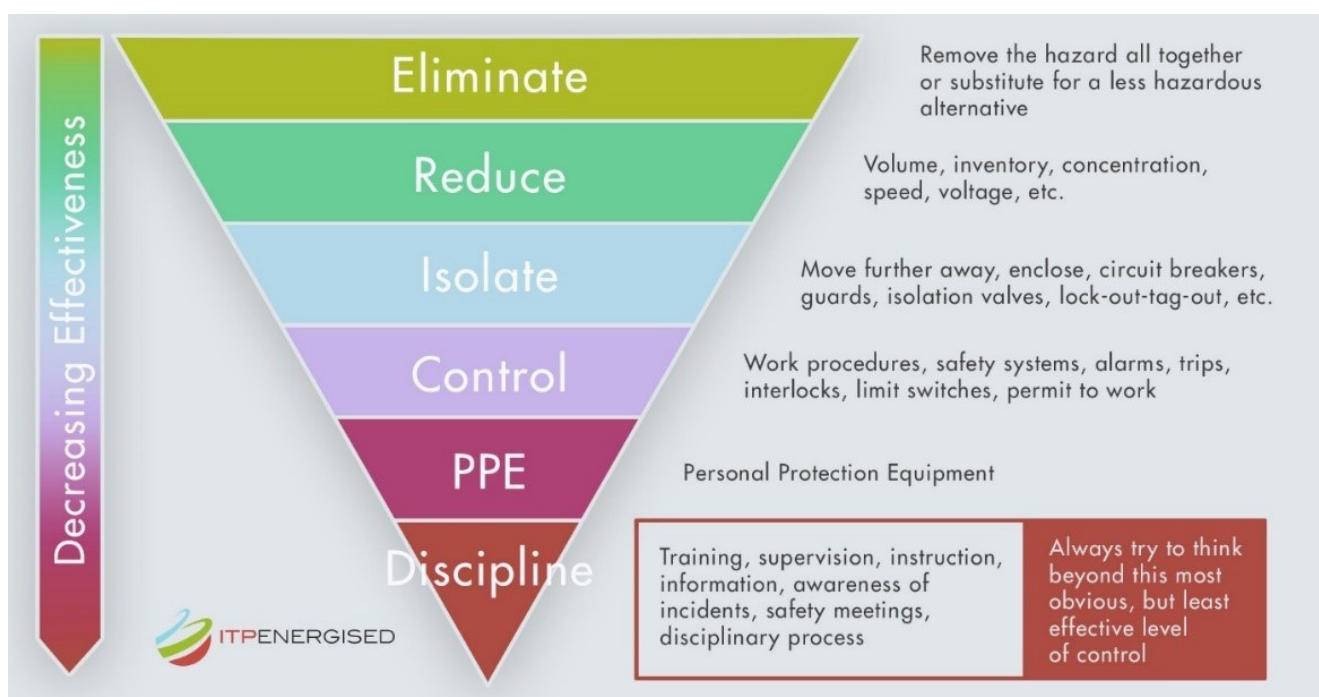 Decreasing Effectiveness
Eliminate
Remove the hazard all together
or substitute for a less hazardous
alternative
Reduce
Volume, inventory, concentration,
speed, voltage, etc.
Isolate
Move further away, enclose, circuit breakers,
guards, isolation valves, lock-out-tag-out, etc.
Control
Work procedures, safety systems, alarms, trips,
interlocks, limit switches, permit to work
PPE
Personal Protection Equipment
Discipline
Training, supervision, instruction,
information, awareness of
incidents, safety meetings,
disciplinary process
Always try to think
beyond this most
obvious, but least
effective level
of control
ITPENERGISED